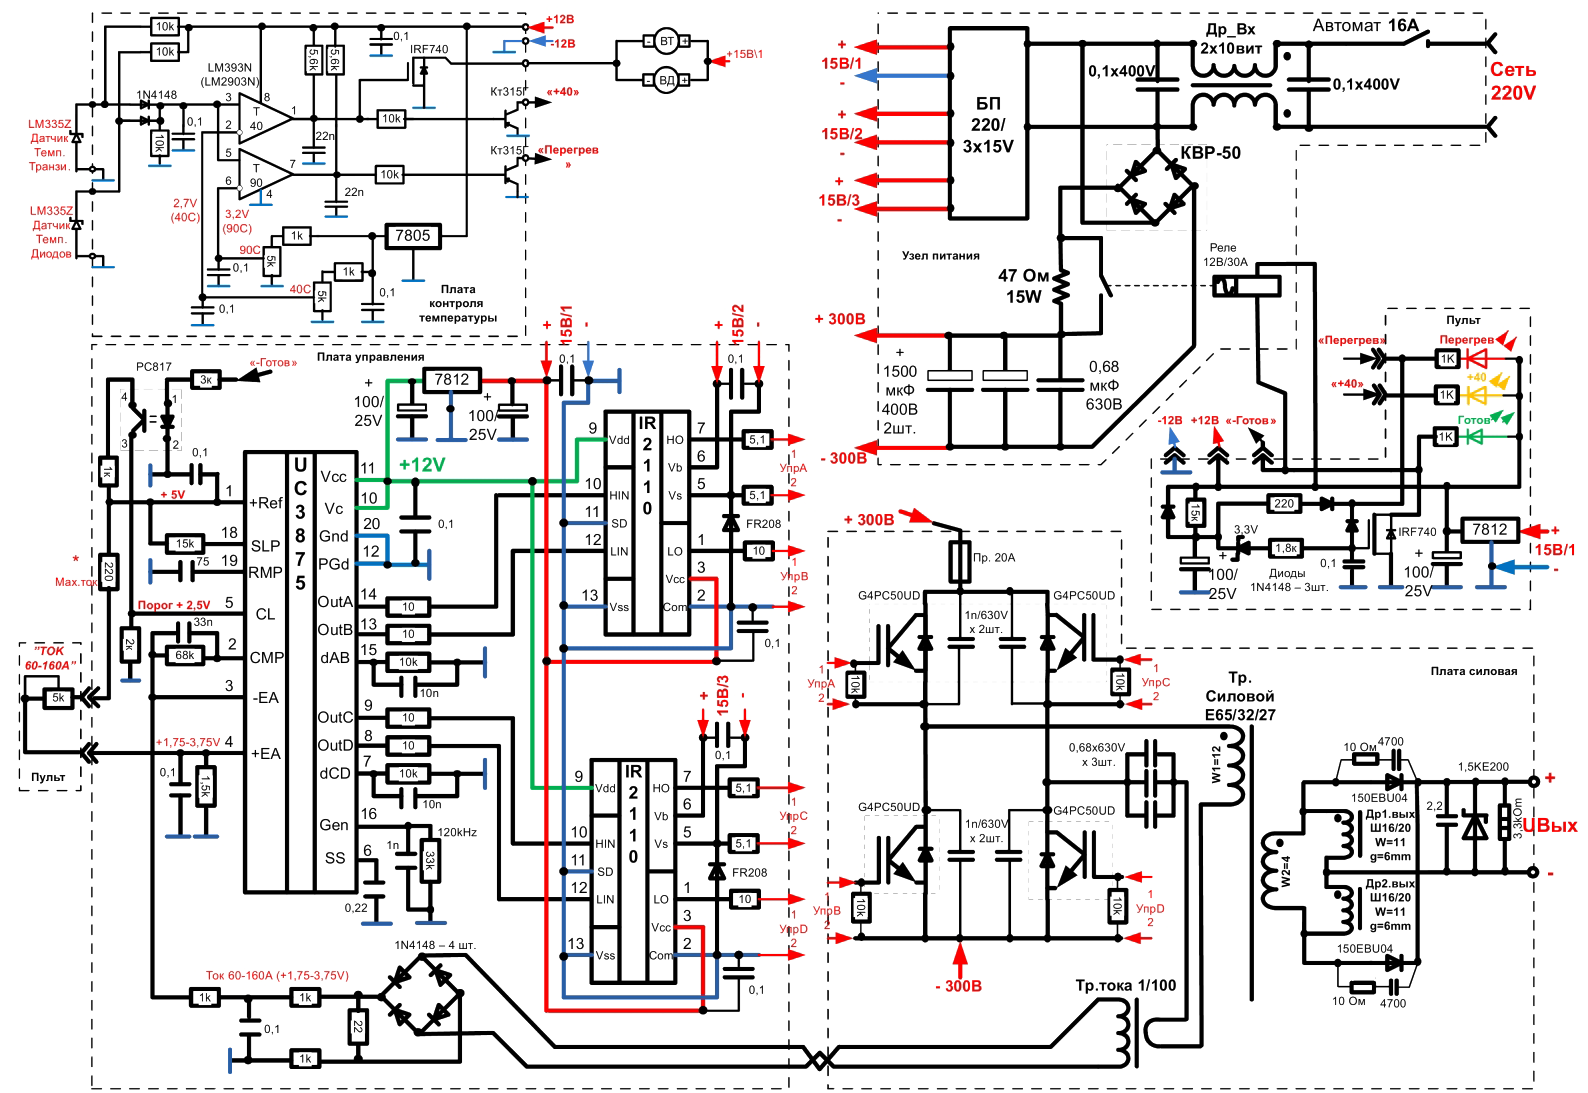 +12В
-12В
10k
10k
0,1
5,6k
5,6k
IRF740
ВТ
ВД
- +
- +
+15В\1
LM393N
(LM2903N)
1N4148
3
8
1
2
T
40
10k
0,1
22n
10k
Кт315Г
«+40»
LM335Z
Датчик
Темп.
Транзи.
5
6
7
T
90
4
10k
Кт315Г
«Перегрев
»
22n
LM335Z
Датчик
Темп.
Диодов
2,7V
(40C)
3,2V
(90C)
1k
7805
90C
5k
0,1
1k
40C
5k
0,1
0,1
Плата
контроля
температуры
Автомат 16А
Др_Вх
2х10вит
0,1х400V
0,1х400V
Сеть
220V
+
15В/1
-
+
15В/2
-
+
15В/3
-
БП
220/
3х15V
КВР-50
Узел питания
47 Ом
15W
Реле
12В/30А
+ 300В
+
1500
мкФ
400В
2шт.
0,68
мкФ
630В
- 300В
Пульт
«Перегрев»
1K
Перегрев
«+40»
1K
+40
1K
Готов
-12В
+12В
«-Готов»
15k
220
3,3V
1,8k
0,1
IRF740
7812
+
15В/1
-
+
100/
25V
Диоды
1N4148 – 3шт.
+
100/
25V
Плата управления
PC817
3к
«-Готов»
4
3
1
2
=
0,1
1к
+ 5V
15k
75
*
Мах.ток
220
Порог + 2,5V
33n
2k
68k
"ТОК
60-160А"
5k
Пульт
+1,75-3,75V
0,1
1,5k
UC3875
1 +Ref
18 SLP
19 RMP
5 CL
2 CMP
3 -EA
4 +EA
Vcc 11
Vc 10
Gnd 20
PGd 12
OutA 14
OutB 13
dAB 15
OutC 9
OutD 8
dCD 7
Gen 16
SS 6
+
100/
25V
7812
+
100/
25V
+12V
0,1
10
10
10k
10n
10
10
10k
10n
120kHz
1n
33k
0,22
+
15В/1
-
0,1
+
15В/2
-
0,1
IR2110
9 Vdd
10 HIN
11 SD
12 LIN
13 Vss
HO 7
Vb 6
Vs 5
LO 1
Vcc 3
Com 2
5,1
1
УпрА
2
5,1
FR208
10
1
УпрВ
2
0,1
+
15В/3
-
0,1
IR2110
9 Vdd
10 HIN
11 SD
12 LIN
13 Vss
HO 7
Vb 6
Vs 5
LO 1
Vcc 3
Com 2
5,1
1
УпрС
2
5,1
FR208
10
1
УпрD
2
0,1
1N4148 – 4 шт.
Ток 60-160А (+1,75-3,75V)
1k
1k
22
0,1
1k
+ 300В
Пр. 20А
G4PC50UD
1n/630V
х 2шт.
G4PC50UD
1
УпрА
2
10k
10k
1
УпрС
2
G4PC50UD
1n/630V
х 2шт.
G4PC50UD
1
УпрВ
2
10k
10k
1
УпрD
2
- 300В
0,68х630V
х 3шт.
Тр.
Силовой
Е65/32/27
W1=12
W2=4
Тр.тока 1/100
Плата силовая
10 Ом
4700
150EBU04
1,5KE200
Др1.вых
Ш16/20
W=11
g=6mm
2,2
3,3kOm
+
UВых
-
Др2.вых
Ш16/20
W=11
g=6mm
150EBU04
10 Ом
4700